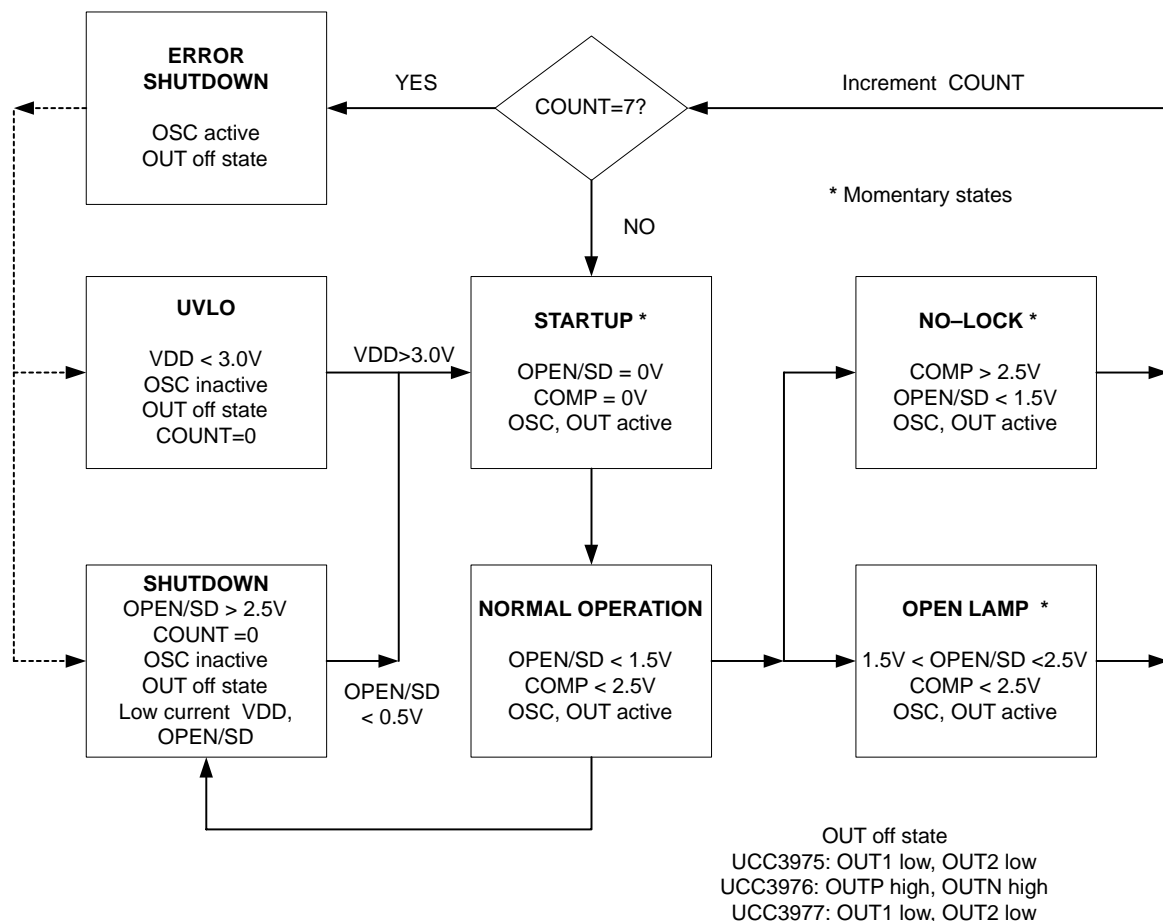 ERROR
SHUTDOWN
OSC active
OUT off state
YES
COUNT=7?
Increment COUNT
* Momentary states
NO
UVLO
VDD < 3.0V
OSC inactive
OUT off state
COUNT=0
VDD>3.0V
STARTUP *
OPEN/SD = 0V
COMP = 0V
OSC, OUT active
NO–LOCK *
COMP > 2.5V
OPEN/SD < 1.5V
OSC, OUT active
SHUTDOWN
OPEN/SD > 2.5V
COUNT =0
OSC inactive
OUT off state
Low current VDD,
OPEN/SD
OPEN/SD
< 0.5V
NORMAL OPERATION
OPEN/SD < 1.5V
COMP < 2.5V
OSC, OUT active
OPEN LAMP *
1.5V < OPEN/SD <2.5V
COMP < 2.5V
OSC, OUT active
OUT off state
UCC3975: OUT1 low, OUT2 low
UCC3976: OUTP high, OUTN high
UCC3977: OUT1 low, OUT2 low